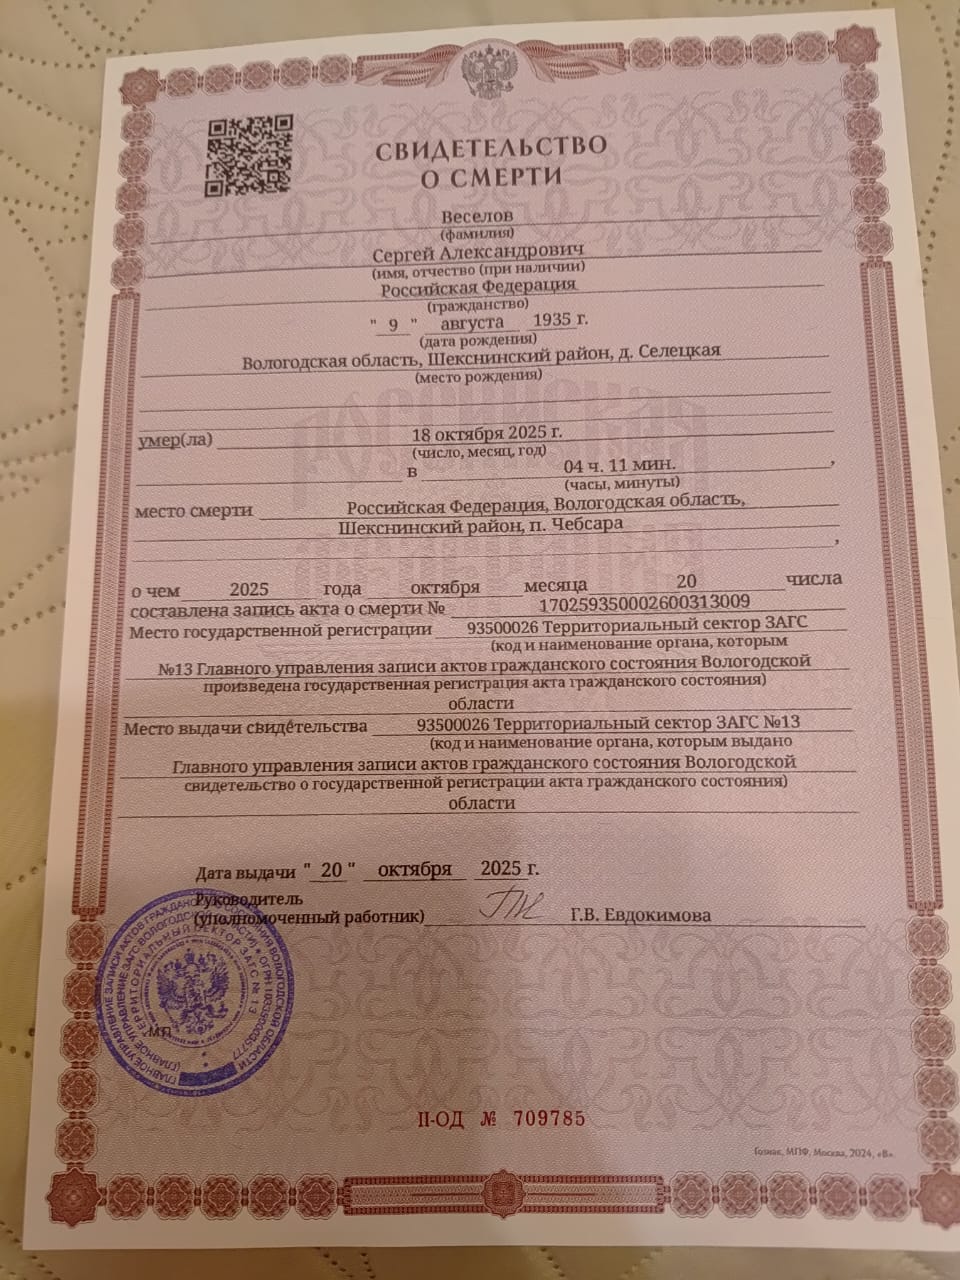 СВИДЕТЕЛЬСТВО
О СМЕРТИ
Веселов
(фамилия)
Сергей Александрович
(имя, отчество (при наличии)
Российская Федерация
(гражданство)
" 9 " августа 1935 г.
(дата рождения)
Вологодская область, Шекснинский район, д. Селецкая
(место рождения)
умер(ла) 18 октября 2025 г.
(число, месяц, год)
в 04 ч. 11 мин. ,
(часы, минуты)
место смерти Российская Федерация, Вологодская область,
Шекснинский район, п. Чебсара
,
о чем 2025 года октября месяца 20 числа
составлена запись акта о смерти № 170259350002600313009
Место государственной регистрации 93500026 Территориальный сектор ЗАГС
(код и наименование органа, которым
№13 Главного управления записи актов гражданского состояния Вологодской
произведена государственная регистрация акта гражданского состояния)
области
Место выдачи свидетельства 93500026 Территориальный сектор ЗАГС №13
(код и наименование органа, которым выдано
Главного управления записи актов гражданского состояния Вологодской
свидетельство о государственной регистрации акта гражданского состояния)
области
Дата выдачи " 20 " октября 2025 г.
Руководитель
(уполномоченный работник) Г.В. Евдокимова
МП
ТЕРРИТОРИАЛЬНЫЙ СЕКТОР ЗАГС № 13
II-ОД № 709785
Гознак, МПФ, Москва, 2024, «В».